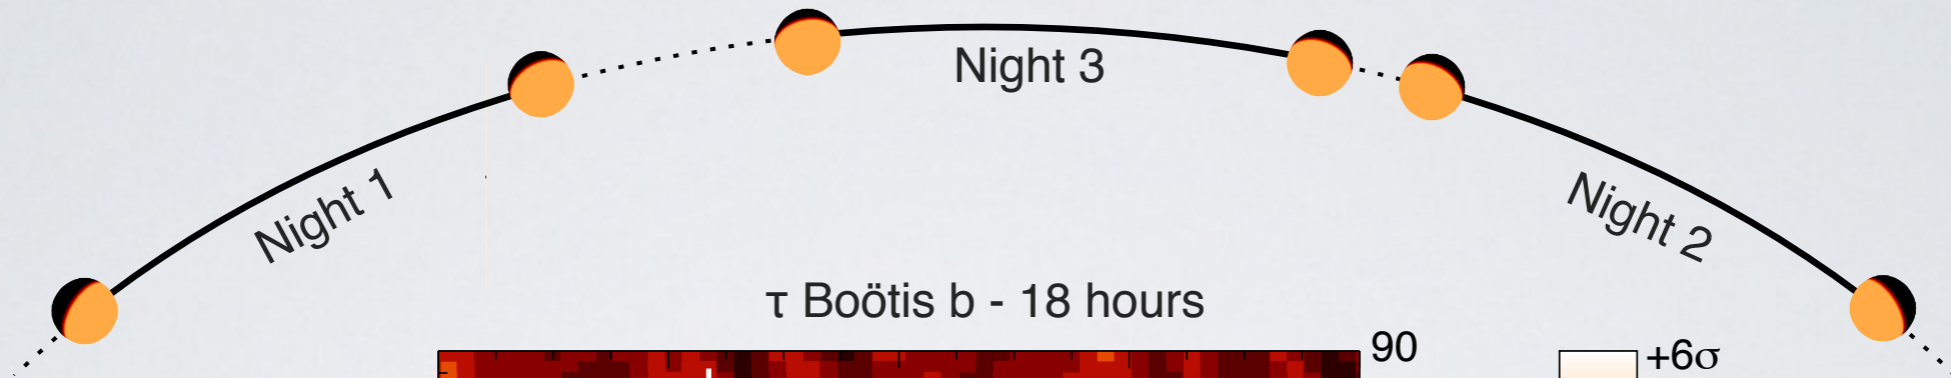 Night 3
Night 1
Night 2
τ Boötis b - 18 hours
90
+6σ